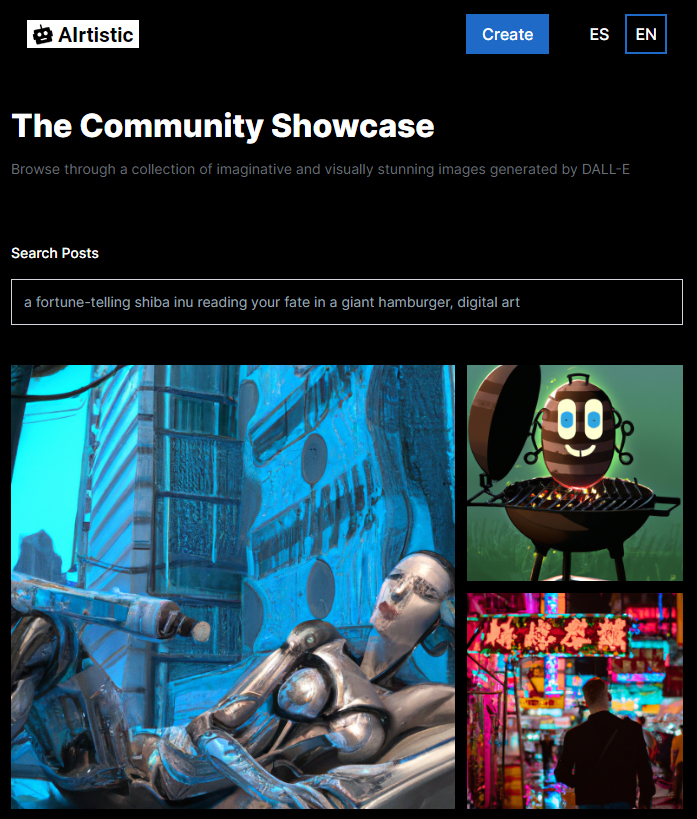 AIrtistic
Create
ES
EN
The Community Showcase
Browse through a collection of imaginative and visually stunning images generated by DALL-E
Search Posts
a fortune-telling shiba inu reading your fate in a giant hamburger, digital art